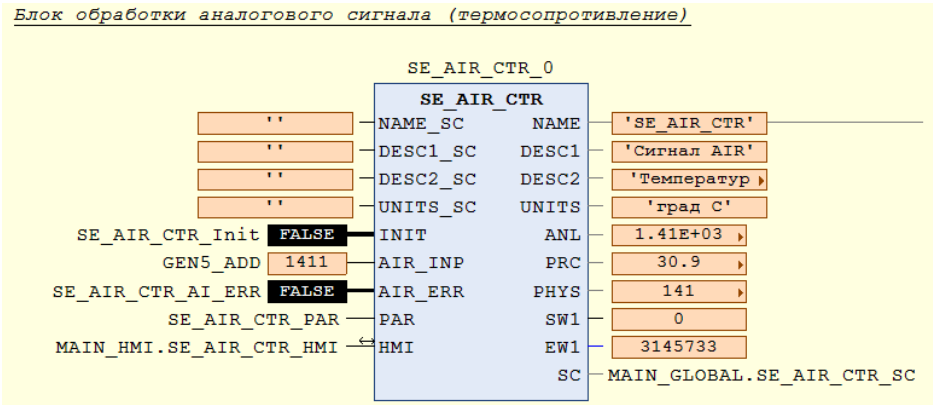 Блок обработки аналогового сигнала (термосопротивление)
SE_AIR_CTR_0
SE_AIR_CTR
'' NAME_SC NAME 'SE_AIR_CTR'
'' DESC1_SC DESC1 'Сигнал AIR'
'' DESC2_SC DESC2 'Температур
'' UNITS_SC UNITS 'град С'
SE_AIR_CTR_Init FALSE INIT ANL 1.41E+03
GEN5_ADD 1411 AIR_INP PRC 30.9
SE_AIR_CTR_AI_ERR FALSE AIR_ERR PHYS 141
SE_AIR_CTR_PAR PAR SW1 0
MAIN_HMI.SE_AIR_CTR_HMI HMI EW1 3145733
SC MAIN_GLOBAL.SE_AIR_CTR_SC